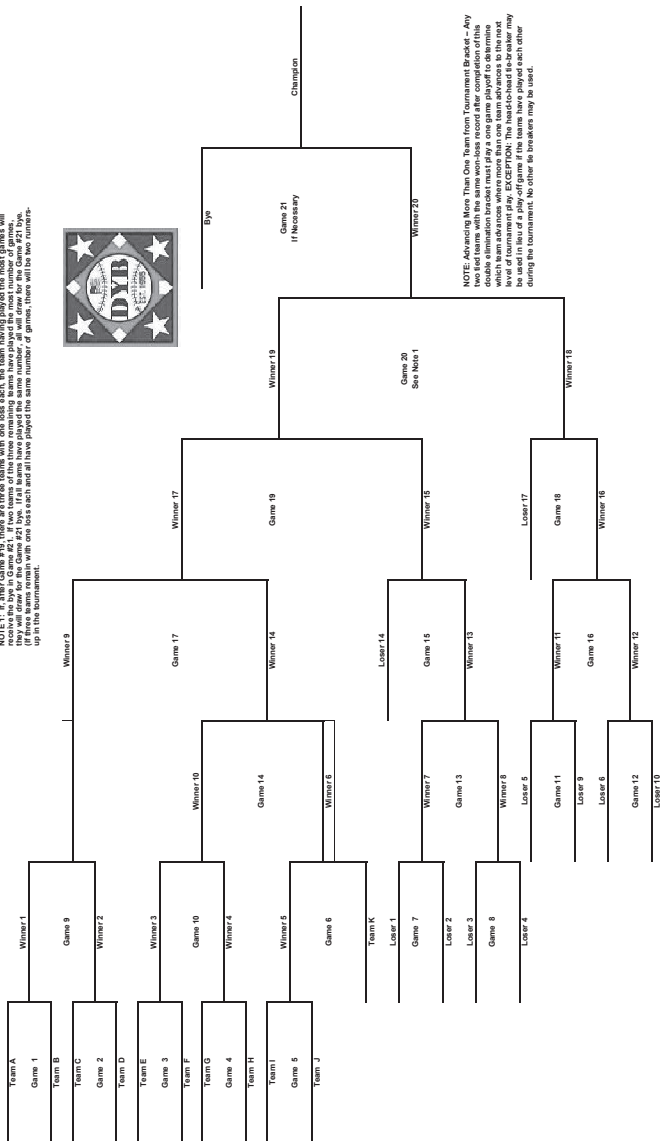 NOTE 1: If, after Game #19, there are three teams with one loss each, the team having played the most games will
receive the bye in Game #21. If two teams of the three remaining teams have played the most number of games,
they will draw for the Game #21 bye. If all teams have played the same number, all will draw for the Game #21 bye.
(If three teams remain with one loss each and all have played the same number of games, there will be two runners-
up in the tournament.
DYB
EST. 1955
Team A
Game 1
Team B
Team C
Game 2
Team D
Team E
Game 3
Team F
Team G
Game 4
Team H
Team I
Game 5
Team J
Winner 1
Game 9
Winner 2
Winner 3
Game 10
Winner 4
Winner 5
Game 6
Team K
Loser 1
Game 7
Loser 2
Loser 3
Game 8
Loser 4
Winner 10
Game 14
Winner 6
Winner 7
Game 13
Winner 8
Loser 5
Game 11
Loser 9
Loser 6
Game 12
Loser 10
Winner 9
Game 17
Winner 14
Loser 14
Game 15
Winner 13
Winner 11
Game 16
Winner 12
Winner 17
Game 19
Winner 15
Loser 17
Game 18
Winner 16
Winner 19
Game 20
See Note 1
Winner 18
Bye
Game 21
If Necessary
Winner 20
Champion
NOTE: Advancing More Than One Team from Tournament Bracket – Any
two tied teams with the same won-loss record after completion of this
double elimination bracket must play a one game playoff to determine
which team advances where more than one team advances to the next
level of tournament play. EXCEPTION: The head-to-head tie-breaker may
be used in lieu of a play-off game if the teams have played each other
during the tournament. No other tie breakers may be used.